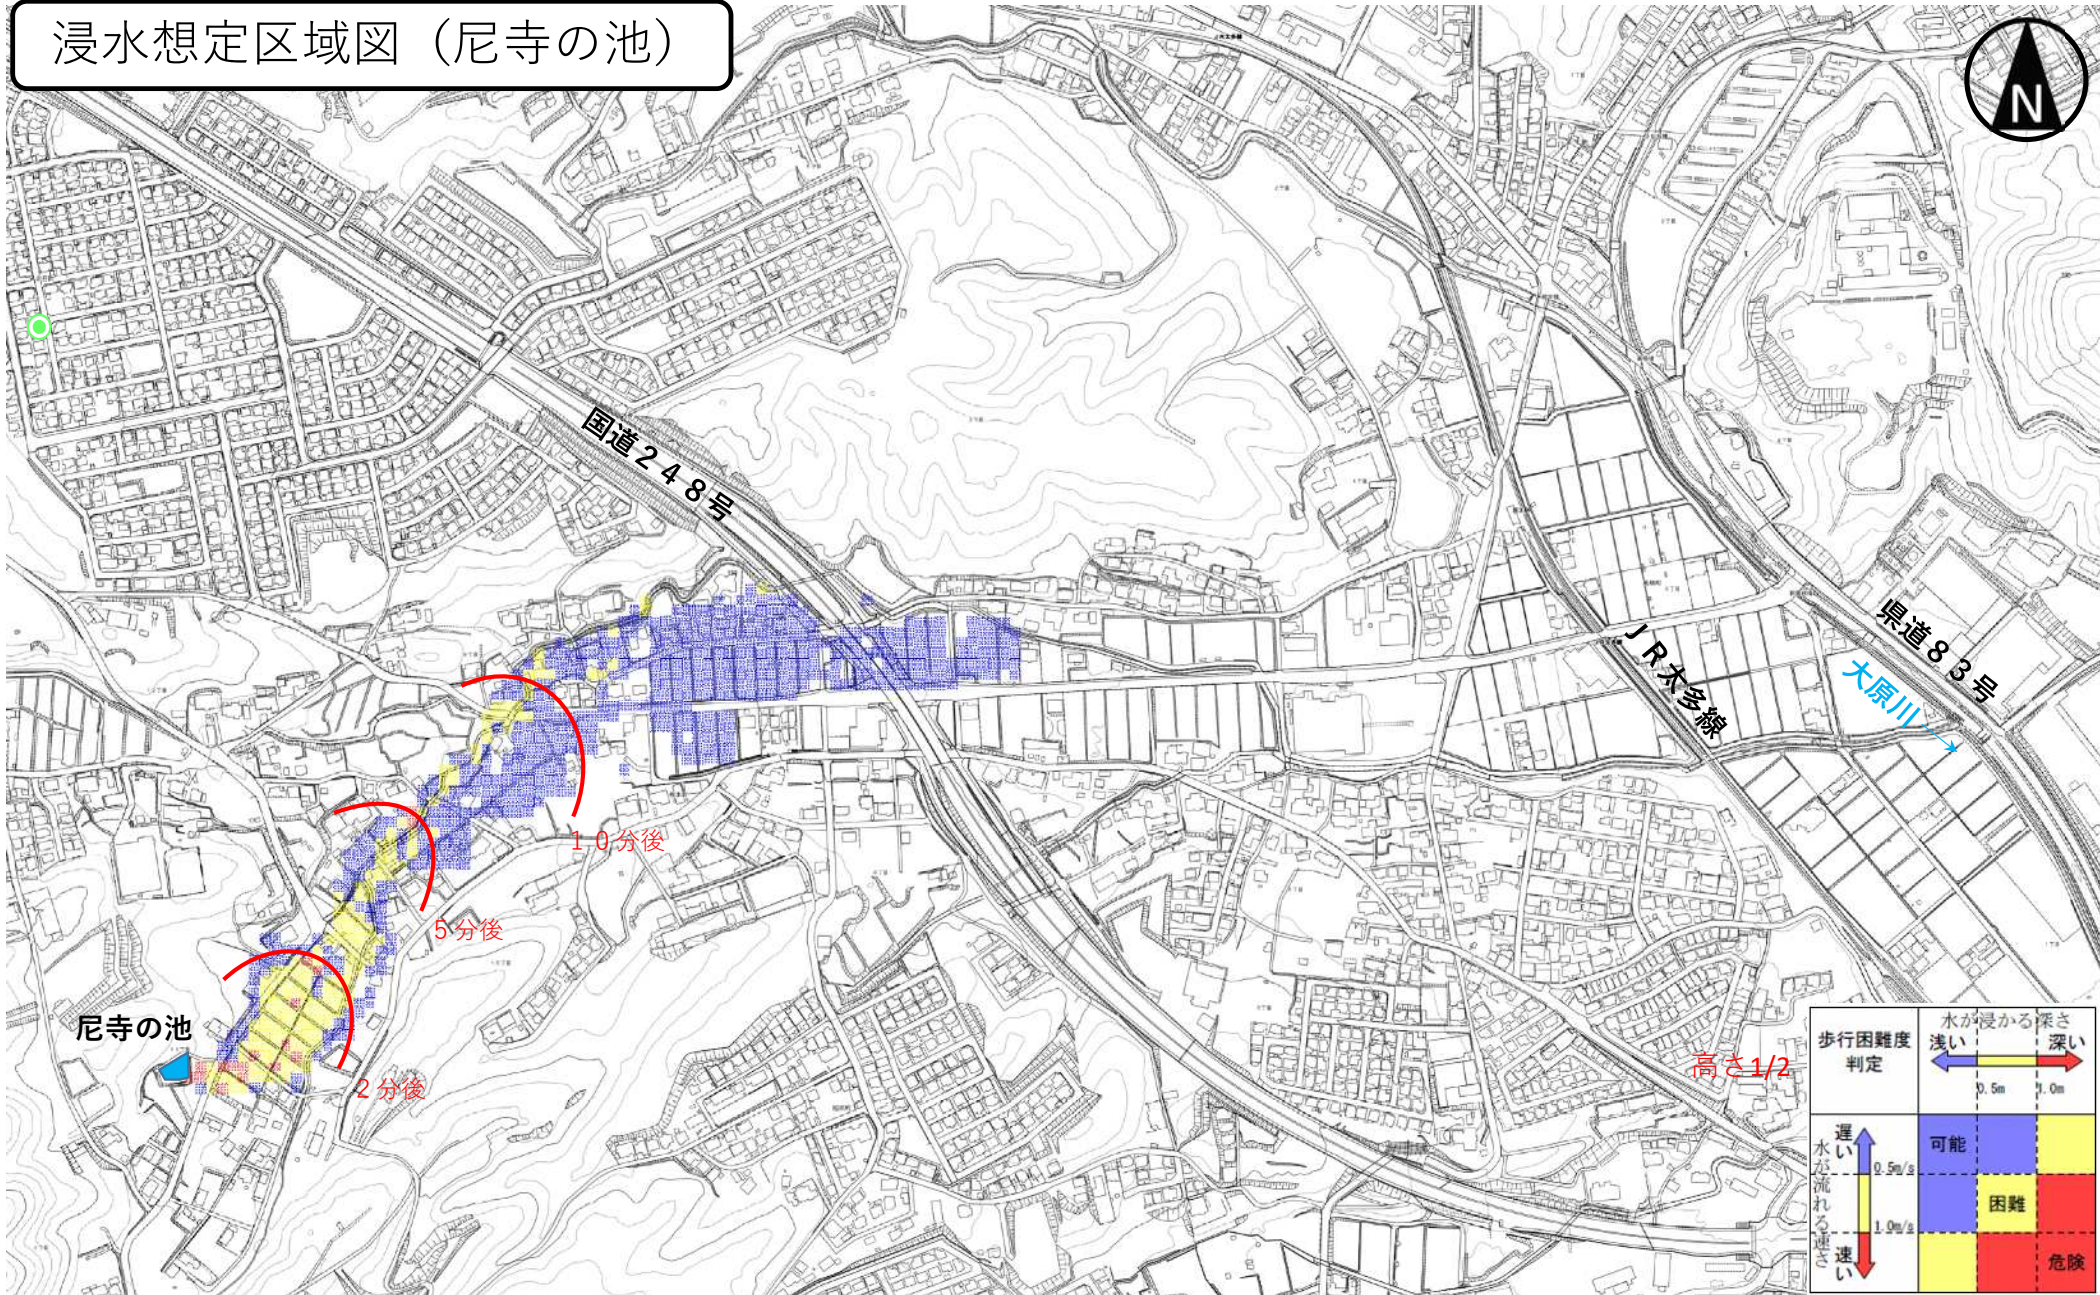 浸水想定区域図（尼寺の池）
N
国道２４８号
県道８３号
ＪＲ太多線
大原川
１０分後
５分後
２分後
尼寺の池
高さ1/2
歩行困難度
判定
水が浸かる深さ
浅い
深い
0.5m
1.0m
水が流れる速さ
遅い
0.5m/s
1.0m/s
速い
可能
困難
危険